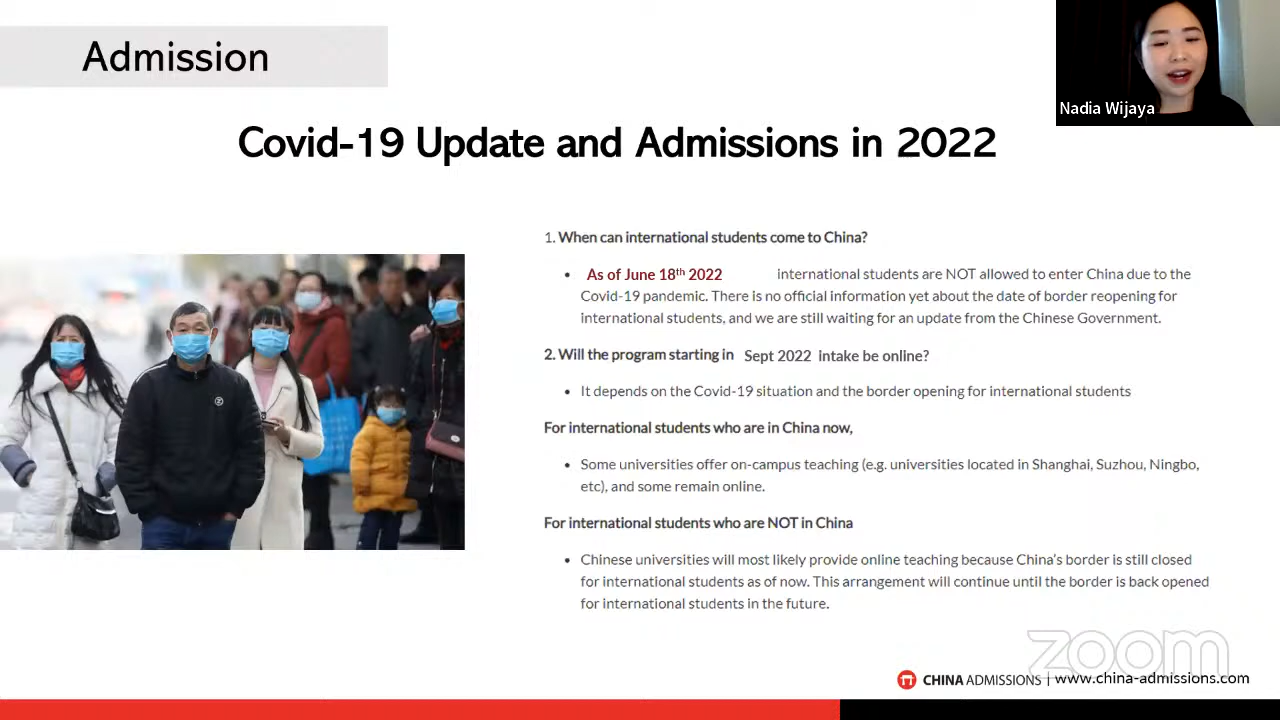 Admission
Nadia Wijaya
Covid-19 Update and Admissions in 2022
1. When can international students come to China?
• As of June 18th 2022 international students are NOT allowed to enter China due to the
Covid-19 pandemic. There is no official information yet about the date of border reopening for
international students, and we are still waiting for an update from the Chinese Government.
2. Will the program starting in Sept 2022 intake be online?
• It depends on the Covid-19 situation and the border opening for international students
For international students who are in China now,
• Some universities offer on-campus teaching (e.g. universities located in Shanghai, Suzhou, Ningbo,
etc), and some remain online.
For international students who are NOT in China
• Chinese universities will most likely provide online teaching because China's border is still closed
for international students as of now. This arrangement will continue until the border is back opened
for international students in the future.
zoom
CHINA ADMISSIONS | www.china-admissions.com